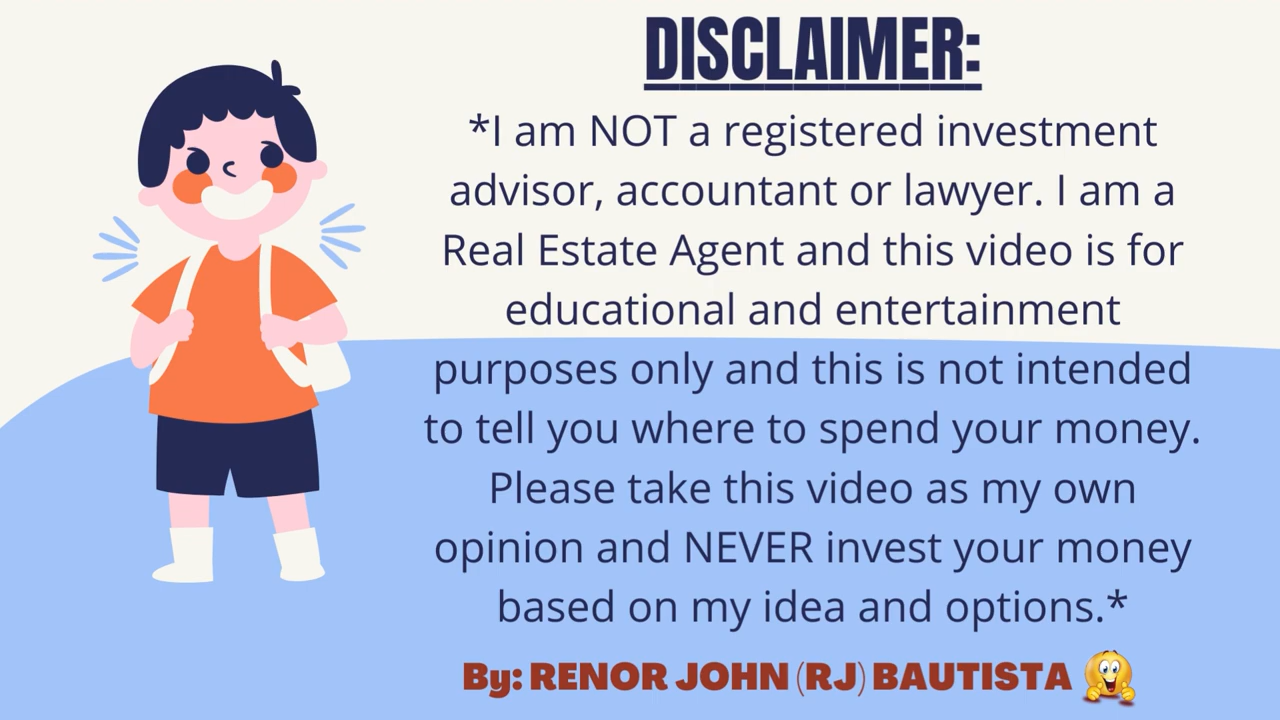 DISCLAIMER:
*I am NOT a registered investment
advisor, accountant or lawyer. I am a
Real Estate Agent and this video is for
educational and entertainment
purposes only and this is not intended
to tell you where to spend your money.
Please take this video as my own
opinion and NEVER invest your money
based on my idea and options.*
By: RENOR JOHN (RJ) BAUTISTA